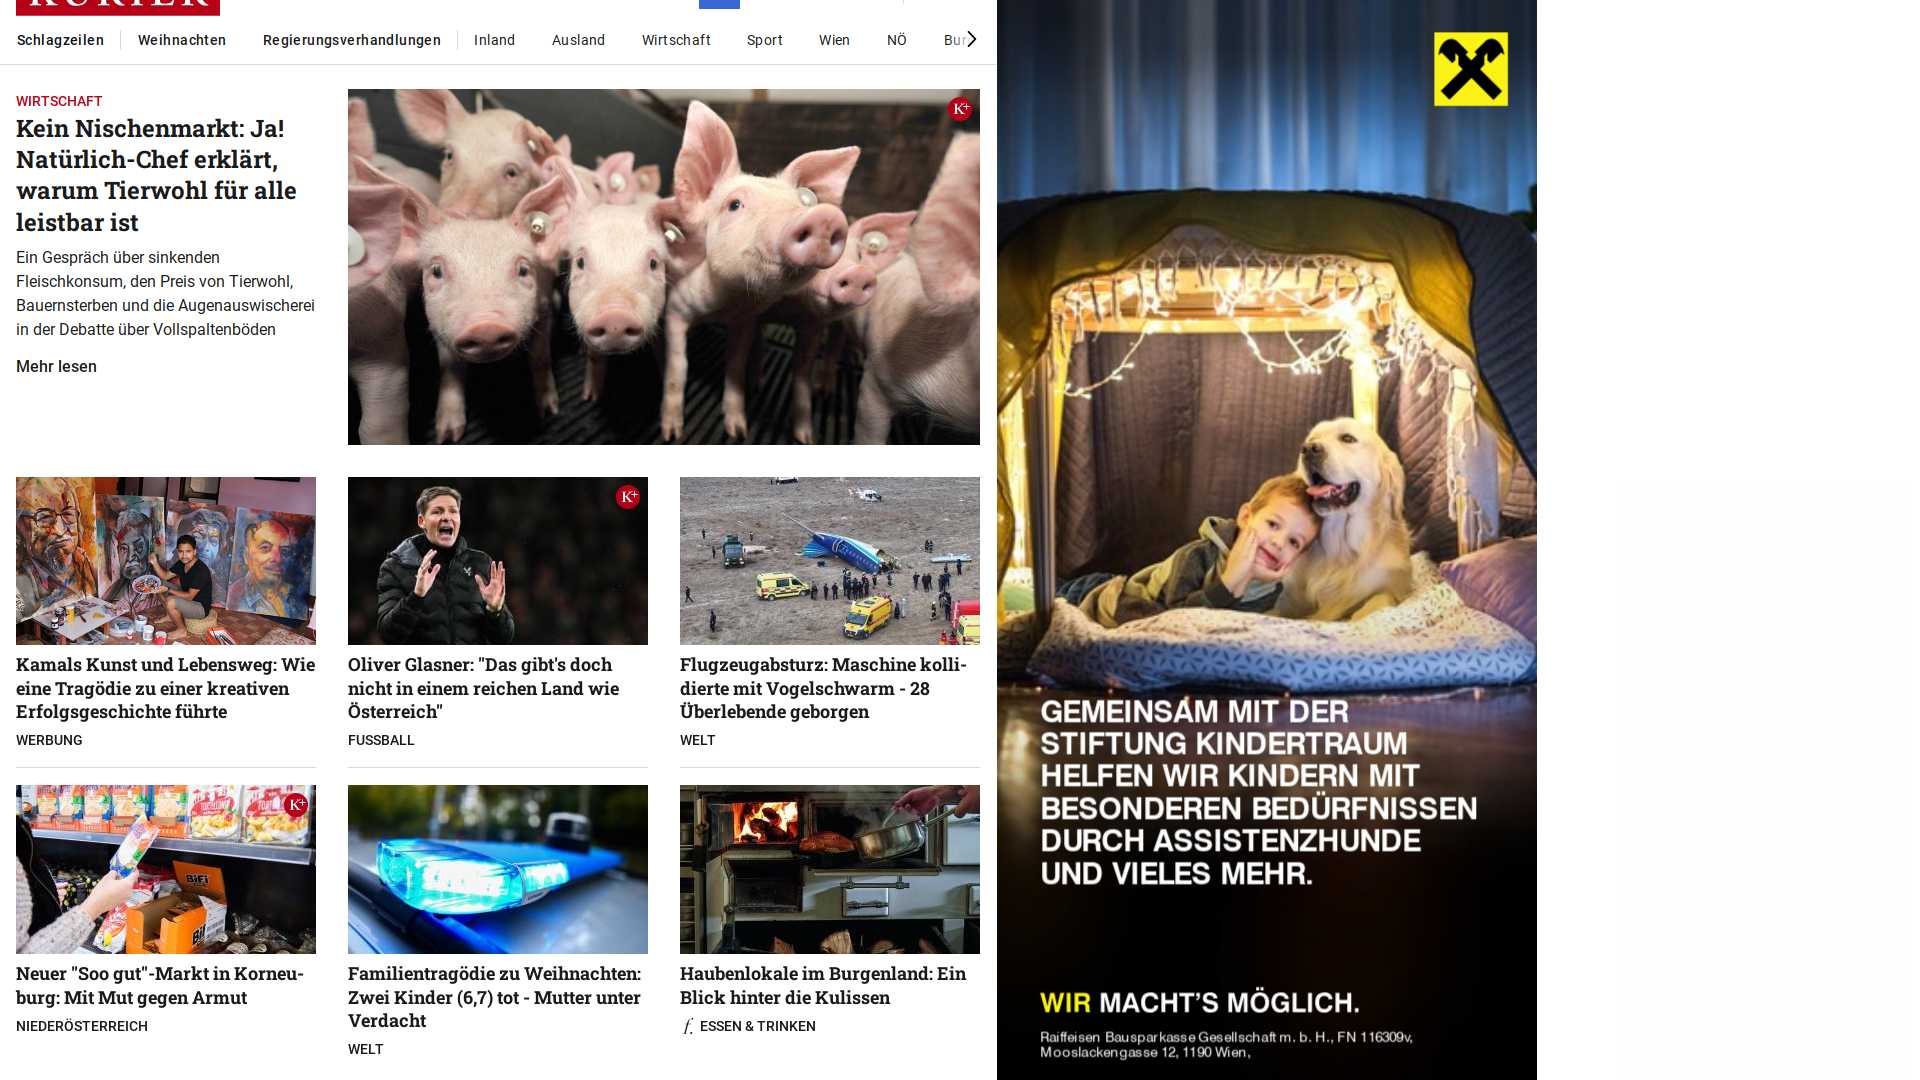 KURIER
Schlagzeilen
Weihnachten
Regierungsverhandlungen
Inland
Ausland
Wirtschaft
Sport
Wien
NÖ
WIRTSCHAFT
Kein Nischenmarkt: Ja!
Natürlich-Chef erklärt,
warum Tierwohl für alle
leistbar ist
Ein Gespräch über sinkenden
Fleischkonsum, den Preis von Tierwohl,
Bauernsterben und die Augenauswischerei
in der Debatte über Vollspaltenböden
Mehr lesen
K+
Kamals Kunst und Lebensweg: Wie
eine Tragödie zu einer kreativen
Erfolgsgeschichte führte
WERBUNG
K+
Oliver Glasner: "Das gibt's doch
nicht in einem reichen Land wie
Österreich"
FUSSBALL
Flugzeugabsturz: Maschine kolli-
dierte mit Vogelschwarm - 28
Überlebende geborgen
WELT
K+
BiFi
Neuer "Soo gut"-Markt in Korneu-
burg: Mit Mut gegen Armut
NIEDERÖSTERREICH
Familientragödie zu Weihnachten:
Zwei Kinder (6,7) tot - Mutter unter
Verdacht
WELT
Haubenlokale im Burgenland: Ein
Blick hinter die Kulissen
f. ESSEN & TRINKEN
GEMEINSAM MIT DER
STIFTUNG KINDERTRAUM
HELFEN WIR KINDERN MIT
BESONDEREN BEDÜRFNISSEN
DURCH ASSISTENZHUNDE
UND VIELES MEHR.
WIR MACHT'S MÖGLICH.
Raiffeisen Bausparkasse Gesellschaft m. b. H., FN 116309v,
Mooslackengasse 12, 1190 Wien,